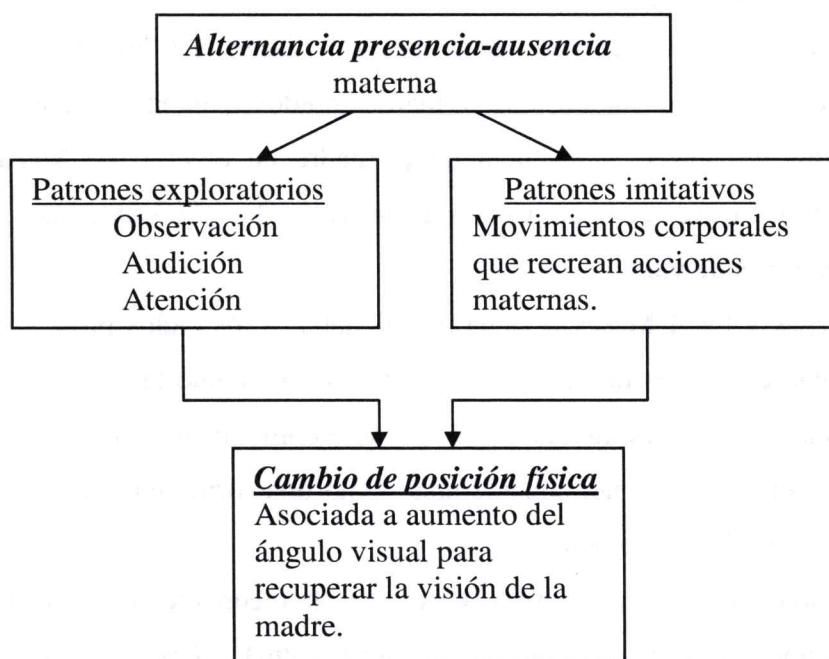 Alternancia presencia-ausencia
materna
Patrones exploratorios
Observación
Audición
Atención
Patrones imitativos
Movimientos corporales
que recrean acciones
maternas.
Cambio de posición física
Asociada a aumento del
ángulo visual para
recuperar la visión de la
madre.